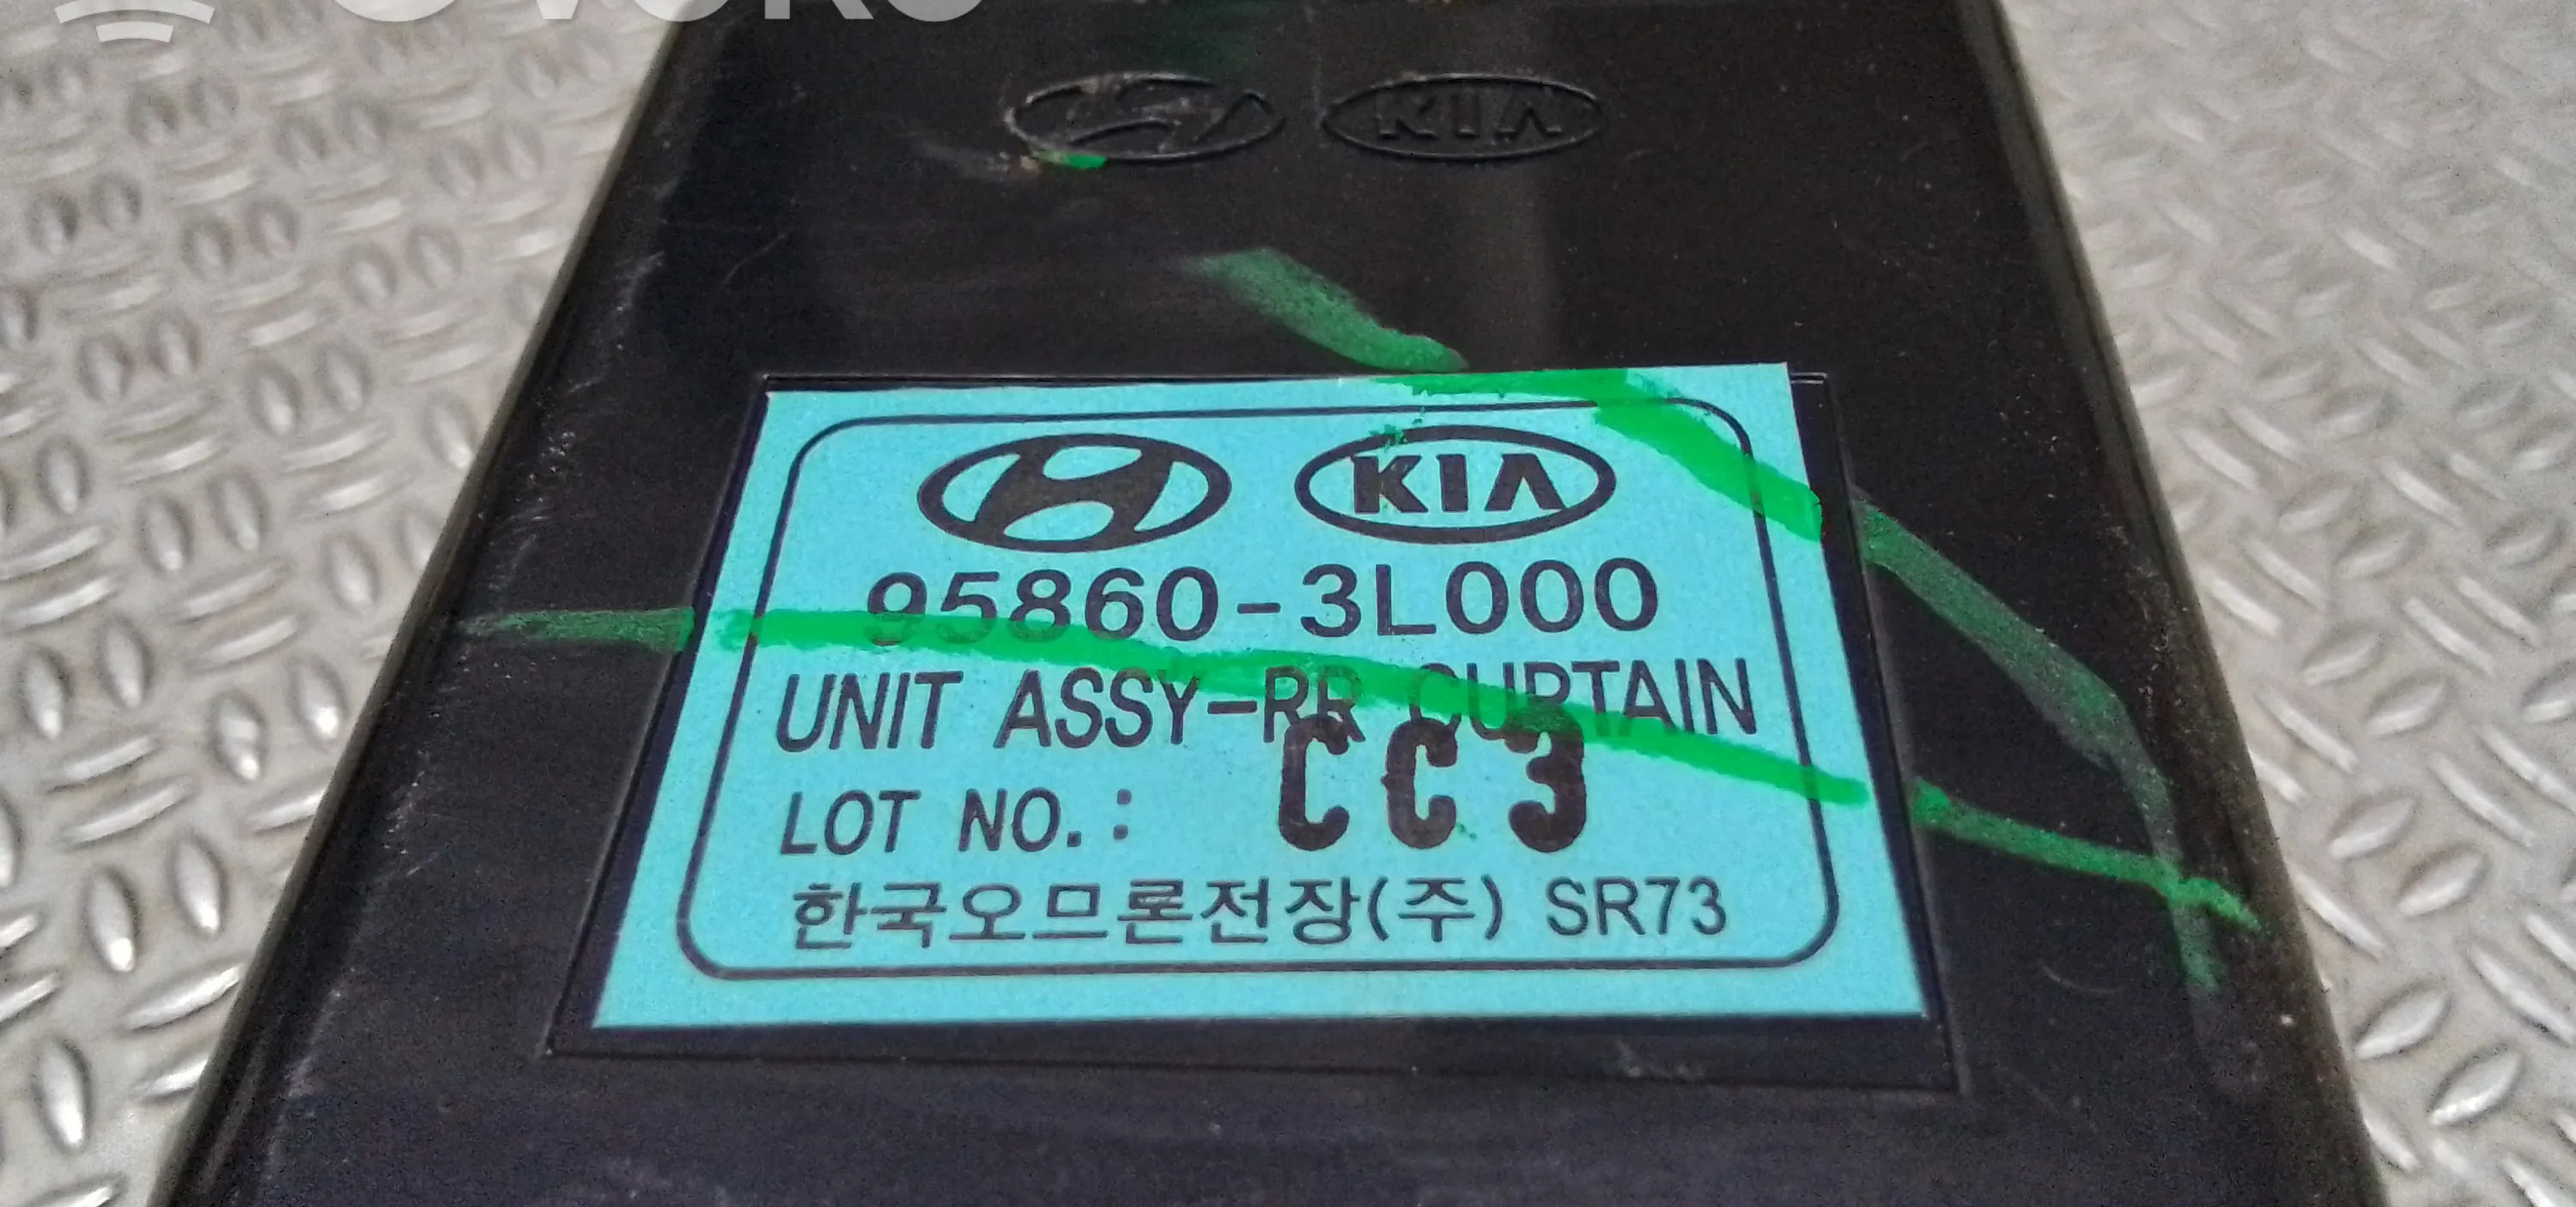 KIA
KIA
95860-3L000
UNIT ASSY-RR CURTAIN
LOT NO. : CC3
한국오므론전장(주) SR73